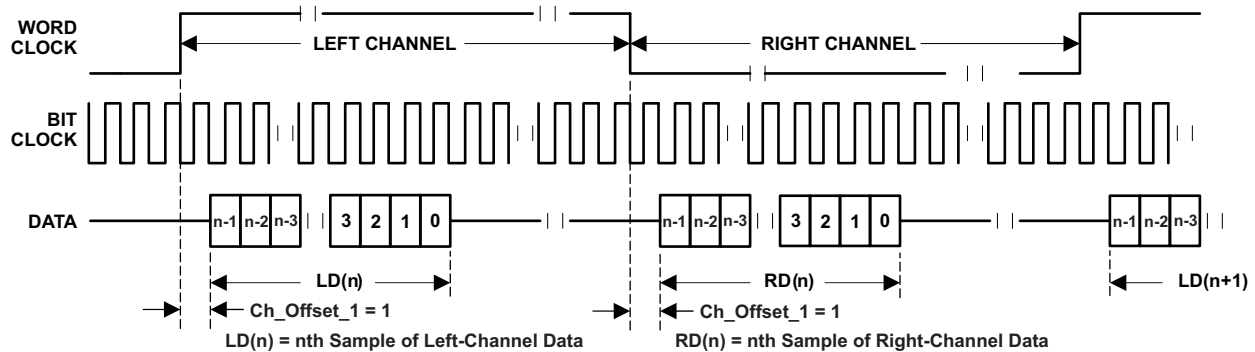 WORD
CLOCK
LEFT CHANNEL
RIGHT CHANNEL
BIT
CLOCK
DATA
n-1 n-2 n-3 3 2 1 0 n-1 n-2 n-3 3 2 1 0 n-1 n-2 n-3
LD(n) RD(n) LD(n+1)
Ch_Offset_1 = 1 Ch_Offset_1 = 1
LD(n) = nth Sample of Left-Channel Data RD(n) = nth Sample of Right-Channel Data